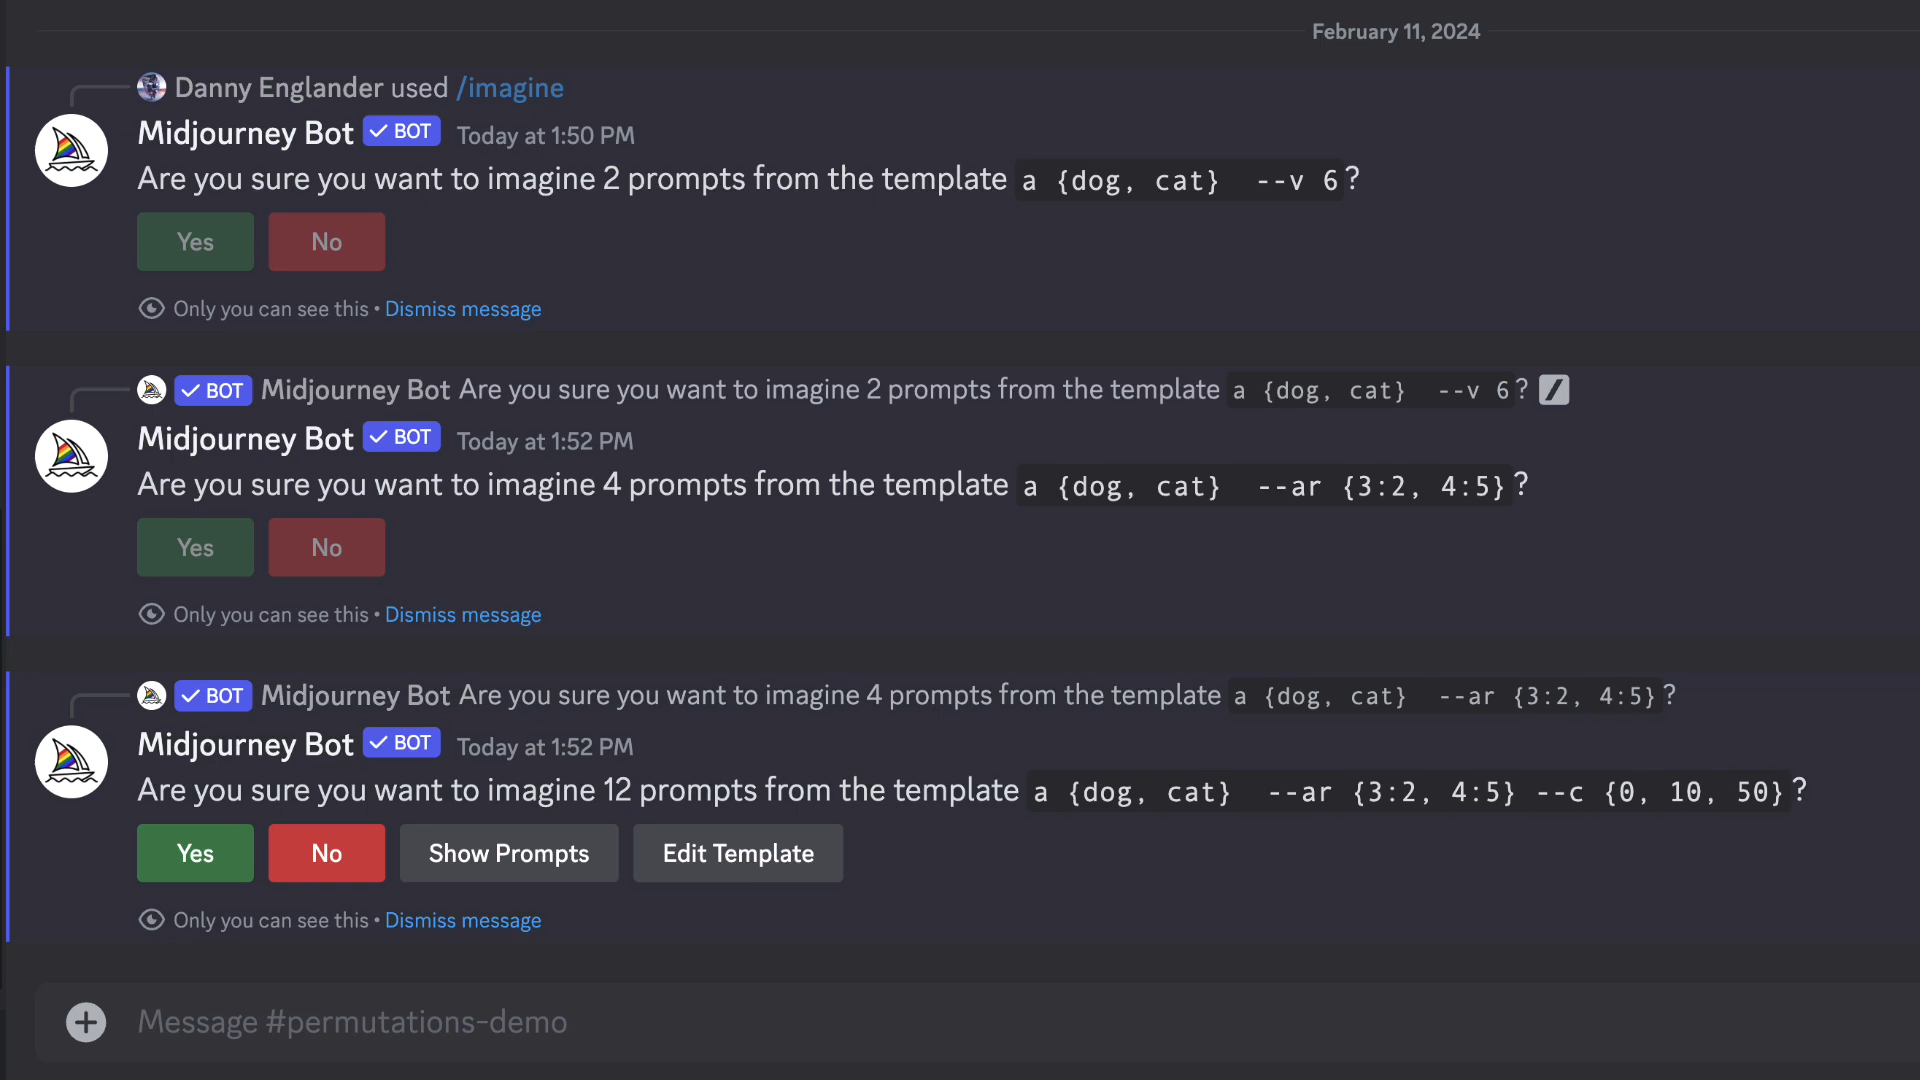 February 11, 2024
Danny Englander used /imagine
Midjourney Bot ✓ BOT Today at 1:50 PM
Are you sure you want to imagine 2 prompts from the template a {dog, cat}  --v 6?
Yes No
Only you can see this • Dismiss message
✓ BOT Midjourney Bot Are you sure you want to imagine 2 prompts from the template a {dog, cat}  --v 6?
Midjourney Bot ✓ BOT Today at 1:52 PM
Are you sure you want to imagine 4 prompts from the template a {dog, cat}  --ar {3:2, 4:5}?
Yes No
Only you can see this • Dismiss message
✓ BOT Midjourney Bot Are you sure you want to imagine 4 prompts from the template a {dog, cat}  --ar {3:2, 4:5}?
Midjourney Bot ✓ BOT Today at 1:52 PM
Are you sure you want to imagine 12 prompts from the template a {dog, cat}  --ar {3:2, 4:5} --c {0, 10, 50}?
Yes No Show Prompts Edit Template
Only you can see this • Dismiss message
Message #permutations-demo